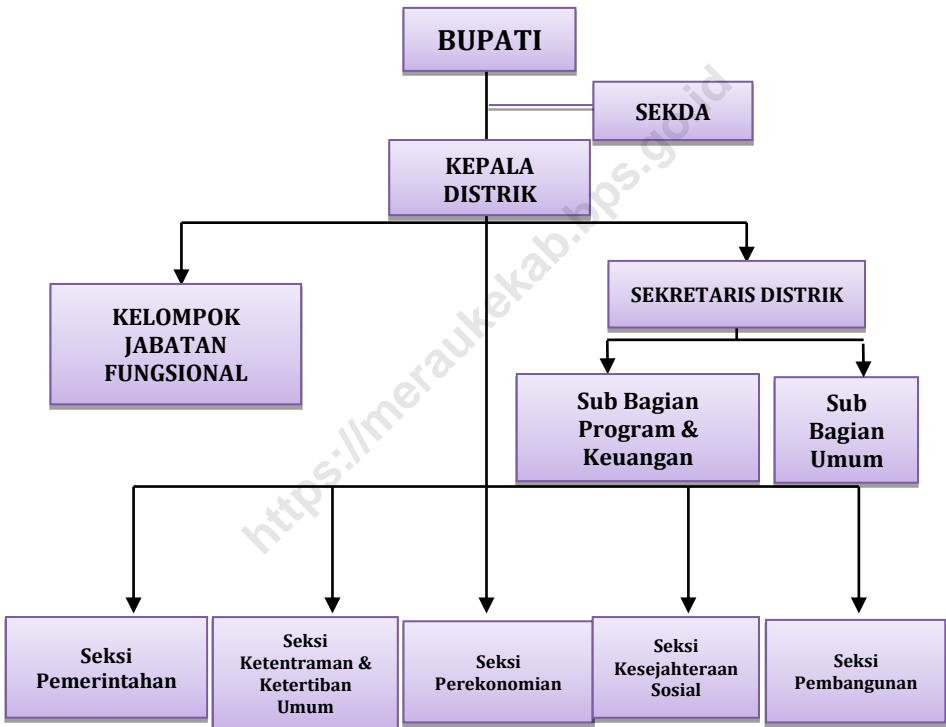 BUPATI
SEKDA
KEPALA
DISTRIK
SEKRETARIS DISTRIK
KELOMPOK
JABATAN
FUNGSIONAL
Sub Bagian
Program &
Keuangan
Sub
Bagian
Umum
Seksi
Pemerintahan
Seksi
Ketentraman &
Ketertiban
Umum
Seksi
Perekonomian
Seksi
Kesejahteraan
Sosial
Seksi
Pembangunan
https://meraukekab.bps.go.id